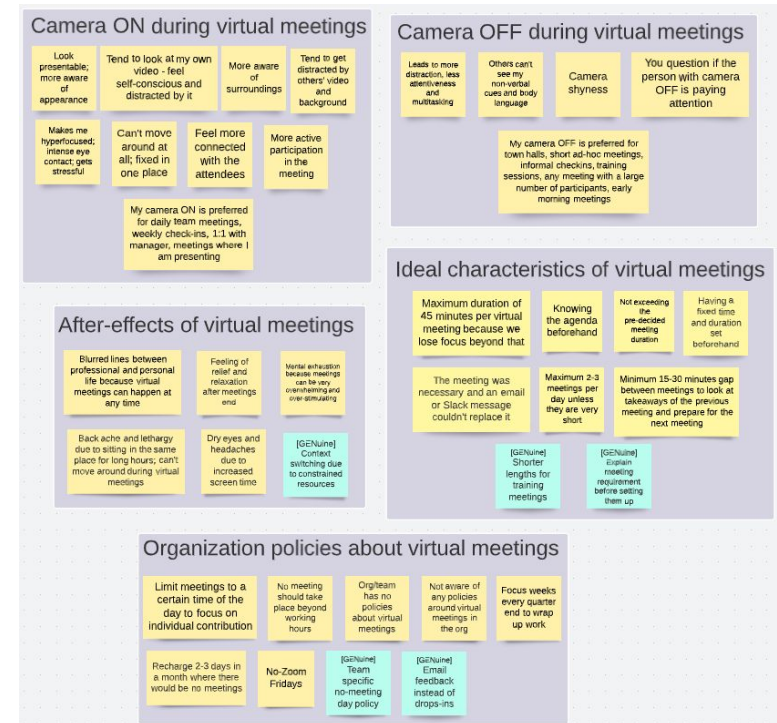 Camera ON during virtual meetings
Look
presentable;
more aware
of
appearance
Tend to look at my own
video - feel
self-conscious and
distracted by it
More aware
of
surroundings
Tend to get
distracted by
others' video
and
background
Makes me
hyperfocused;
intense eye
contact; gets
stressful
Can't move
around at
all; fixed in
one place
Feel more
connected
with the
attendees
More active
participation
in the
meeting
My camera ON is preferred
for daily team meetings,
weekly check-ins, 1:1 with
manager, meetings where I
am presenting
Camera OFF during virtual meetings
Leads to more
distraction, less
attentiveness
and
multitasking
Others can't
see my
non-verbal
cues and body
language
Camera
shyness
You question if the
person with camera
OFF is paying
attention
My camera OFF is preferred for
town halls, short ad-hoc meetings,
informal checkins, training
sessions, any meeting with a large
number of participants, early
morning meetings
After-effects of virtual meetings
Blurred lines between
professional and personal
life because virtual
meetings can happen at
any time
Feeling of
relief and
relaxation
after meetings
end
Mental exhaustion
because meetings
can be very
overwhelming and
over-stimulating
Back ache and lethargy
due to sitting in the same
place for long hours; can't
move around during virtual
meetings
Dry eyes and
headaches
due to
increased
screen time
[GENuine]
Context
switching due
to constrained
resources
Ideal characteristics of virtual meetings
Maximum duration of
45 minutes per virtual
meeting because we
lose focus beyond that
Knowing
the agenda
beforehand
Not exceeding
the
pre-decided
meeting
duration
Having a
fixed time
and duration
set
beforehand
The meeting was
necessary and an email
or Slack message
couldn't replace it
Maximum 2-3
meetings per
day unless
they are very
short
Minimum 15-30 minutes gap
between meetings to look at
takeaways of the previous
meeting and prepare for the
next meeting
[GENuine]
Shorter
lengths for
training
meetings
[GENuine]
Explain
meeting
requirement
before setting
them up
Organization policies about virtual meetings
Limit meetings to a
certain time of the
day to focus on
individual contribution
No meeting
should take
place beyond
working
hours
Org/team
has no
policies
about virtual
meetings
Not aware of
any policies
around virtual
meetings in
the org
Focus weeks
every quarter
end to wrap
up work
Recharge 2-3 days in
a month where there
would be no meetings
No-Zoom
Fridays
[GENuine]
Team
specific
no-meeting
day policy
[GENuine]
Email
feedback
instead of
drops-ins